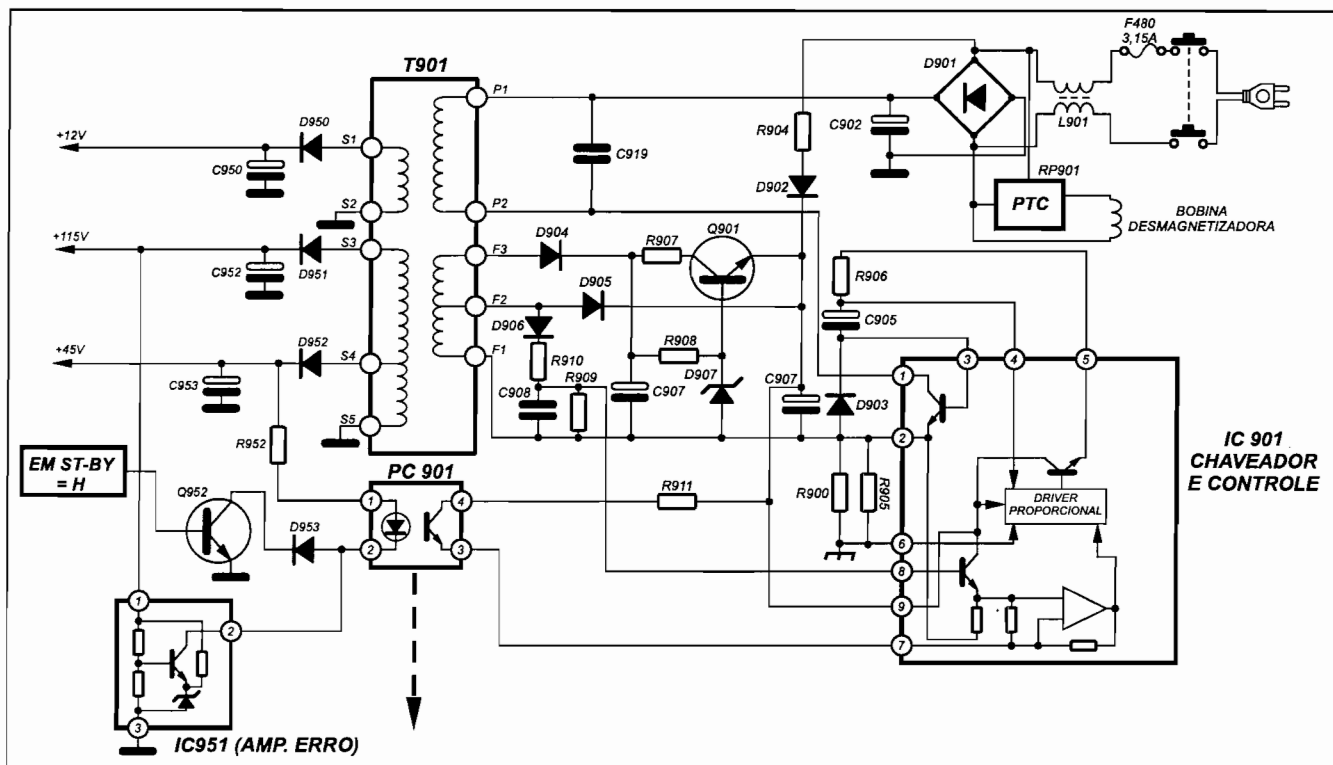 F480
3,15A
T901
D901
P1
L901
+12V
D950
S1
C950
R904
C902
C919
RP901
D902
PTC
BOBINA
DESMAGNETIZADORA
S2
P2
+115V
S3
D904
R907
Q901
F3
C952
D951
R906
D905
F2
C905
D906
+45V
D952
S4
R908
R910
D907
F1
C953
C908
R909
C907
C907
D903
3
4
5
1
2
R952
S5
IC 901
CHAVEADOR
E CONTROLE
EM ST-BY
= H
PC 901
Q952
D953
1
4
R911
R900
R905
DRIVER
PROPORCIONAL
2
3
6
8
9
7
1
2
3
IC951 (AMP. ERRO)